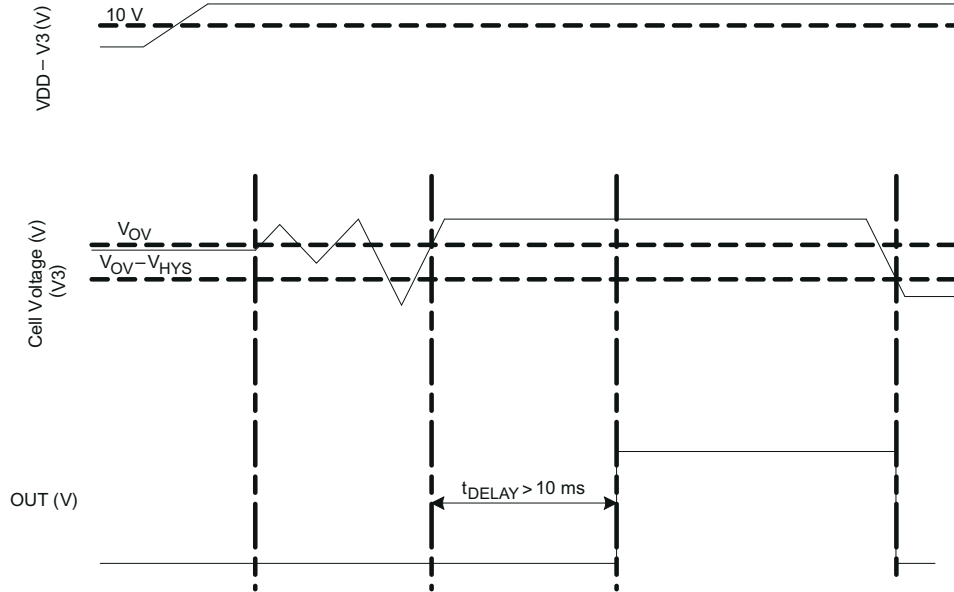 VDD – V3 (V)
10 V
Cell Voltage (V)
(V3)
VOV
VOV – VHYS
OUT (V)
tDELAY > 10 ms